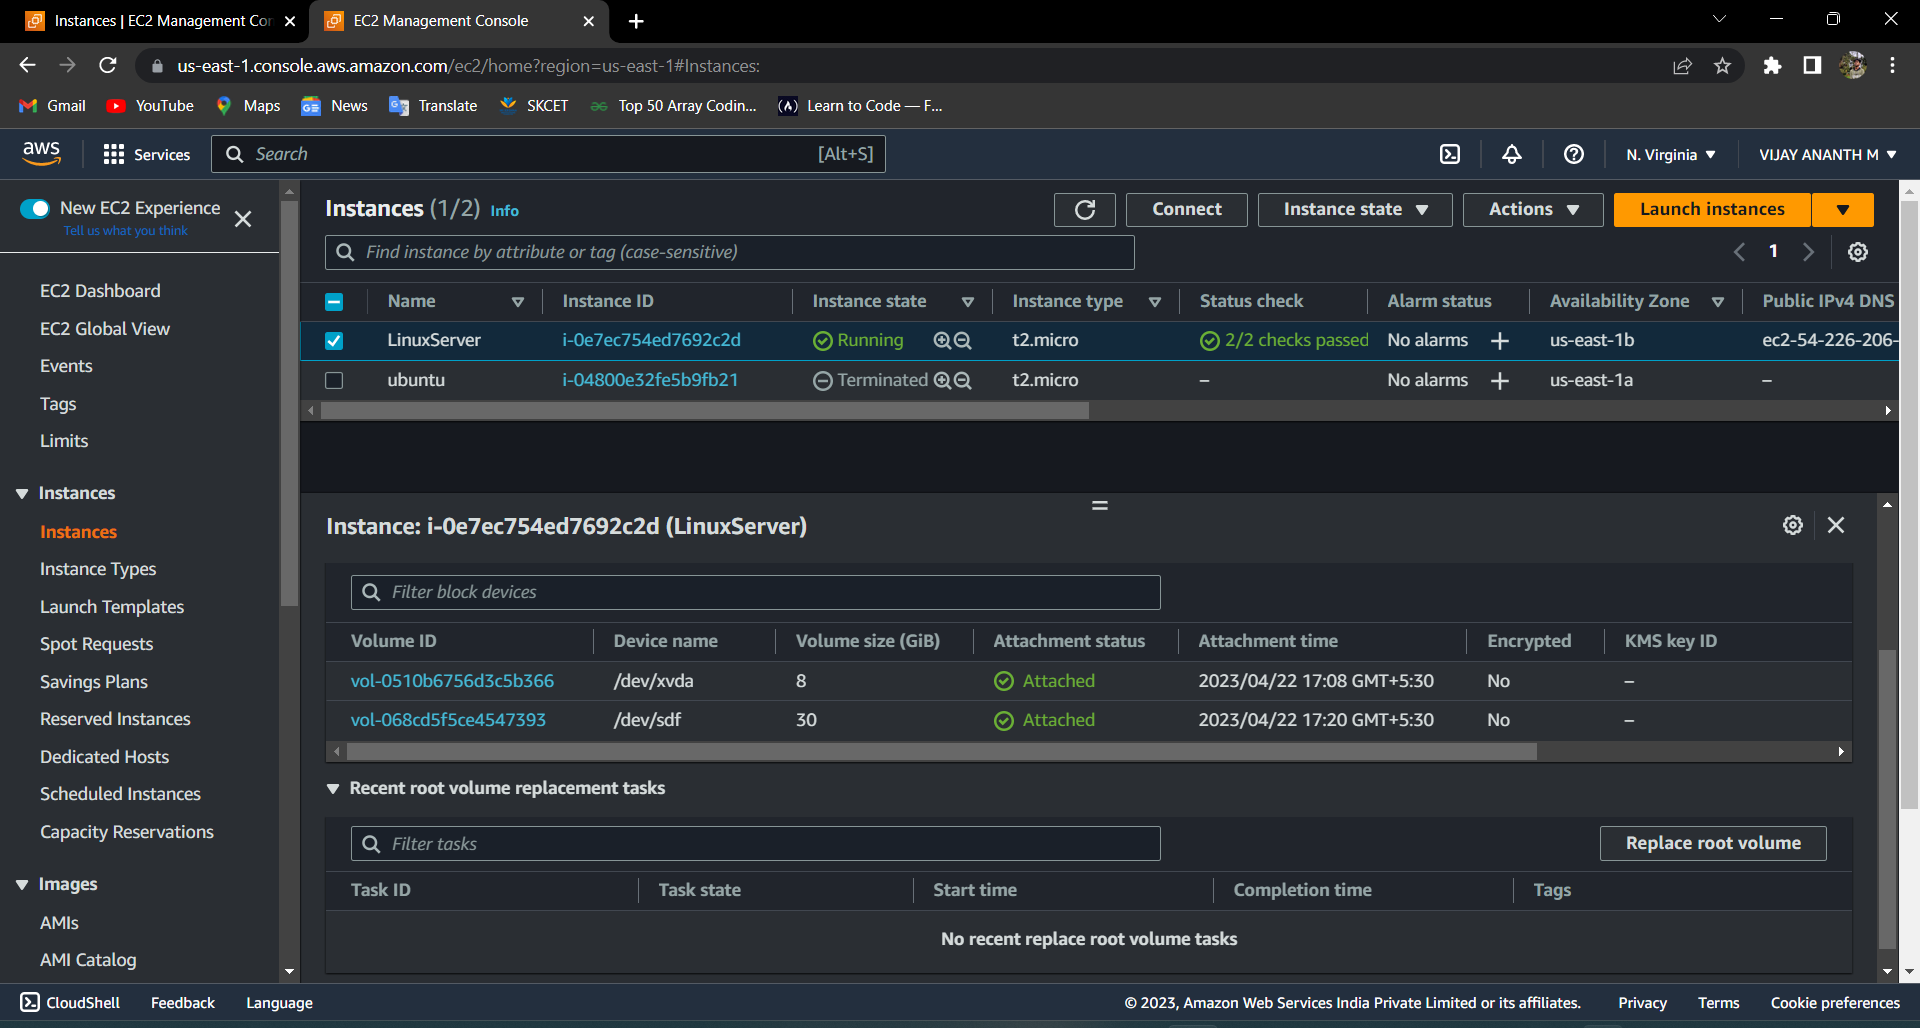 Instances | EC2 Management Con
EC2 Management Console
us-east-1.console.aws.amazon.com/ec2/home?region=us-east-1#Instances:
Gmail YouTube Maps News Translate SKCET Top 50 Array Codin... Learn to Code — F...
aws Services Search [Alt+S] N. Virginia VIJAY ANANTH M
New EC2 Experience
Tell us what you think
EC2 Dashboard
EC2 Global View
Events
Tags
Limits
Instances
Instances
Instance Types
Launch Templates
Spot Requests
Savings Plans
Reserved Instances
Dedicated Hosts
Scheduled Instances
Capacity Reservations
Images
AMIs
AMI Catalog
Instances (1/2) Info Connect Instance state Actions Launch instances
Find instance by attribute or tag (case-sensitive) 1
Name Instance ID Instance state Instance type Status check Alarm status Availability Zone Public IPv4 DNS
LinuxServer i-0e7ec754ed7692c2d Running t2.micro 2/2 checks passed No alarms + us-east-1b ec2-54-226-206-
ubuntu i-04800e32fe5b9fb21 Terminated t2.micro – No alarms + us-east-1a –
Instance: i-0e7ec754ed7692c2d (LinuxServer)
Filter block devices
Volume ID Device name Volume size (GiB) Attachment status Attachment time Encrypted KMS key ID
vol-0510b6756d3c5b366 /dev/xvda 8 Attached 2023/04/22 17:08 GMT+5:30 No –
vol-068cd5f5ce4547393 /dev/sdf 30 Attached 2023/04/22 17:20 GMT+5:30 No –
Recent root volume replacement tasks
Filter tasks Replace root volume
Task ID Task state Start time Completion time Tags
No recent replace root volume tasks
CloudShell Feedback Language © 2023, Amazon Web Services India Private Limited or its affiliates. Privacy Terms Cookie preferences